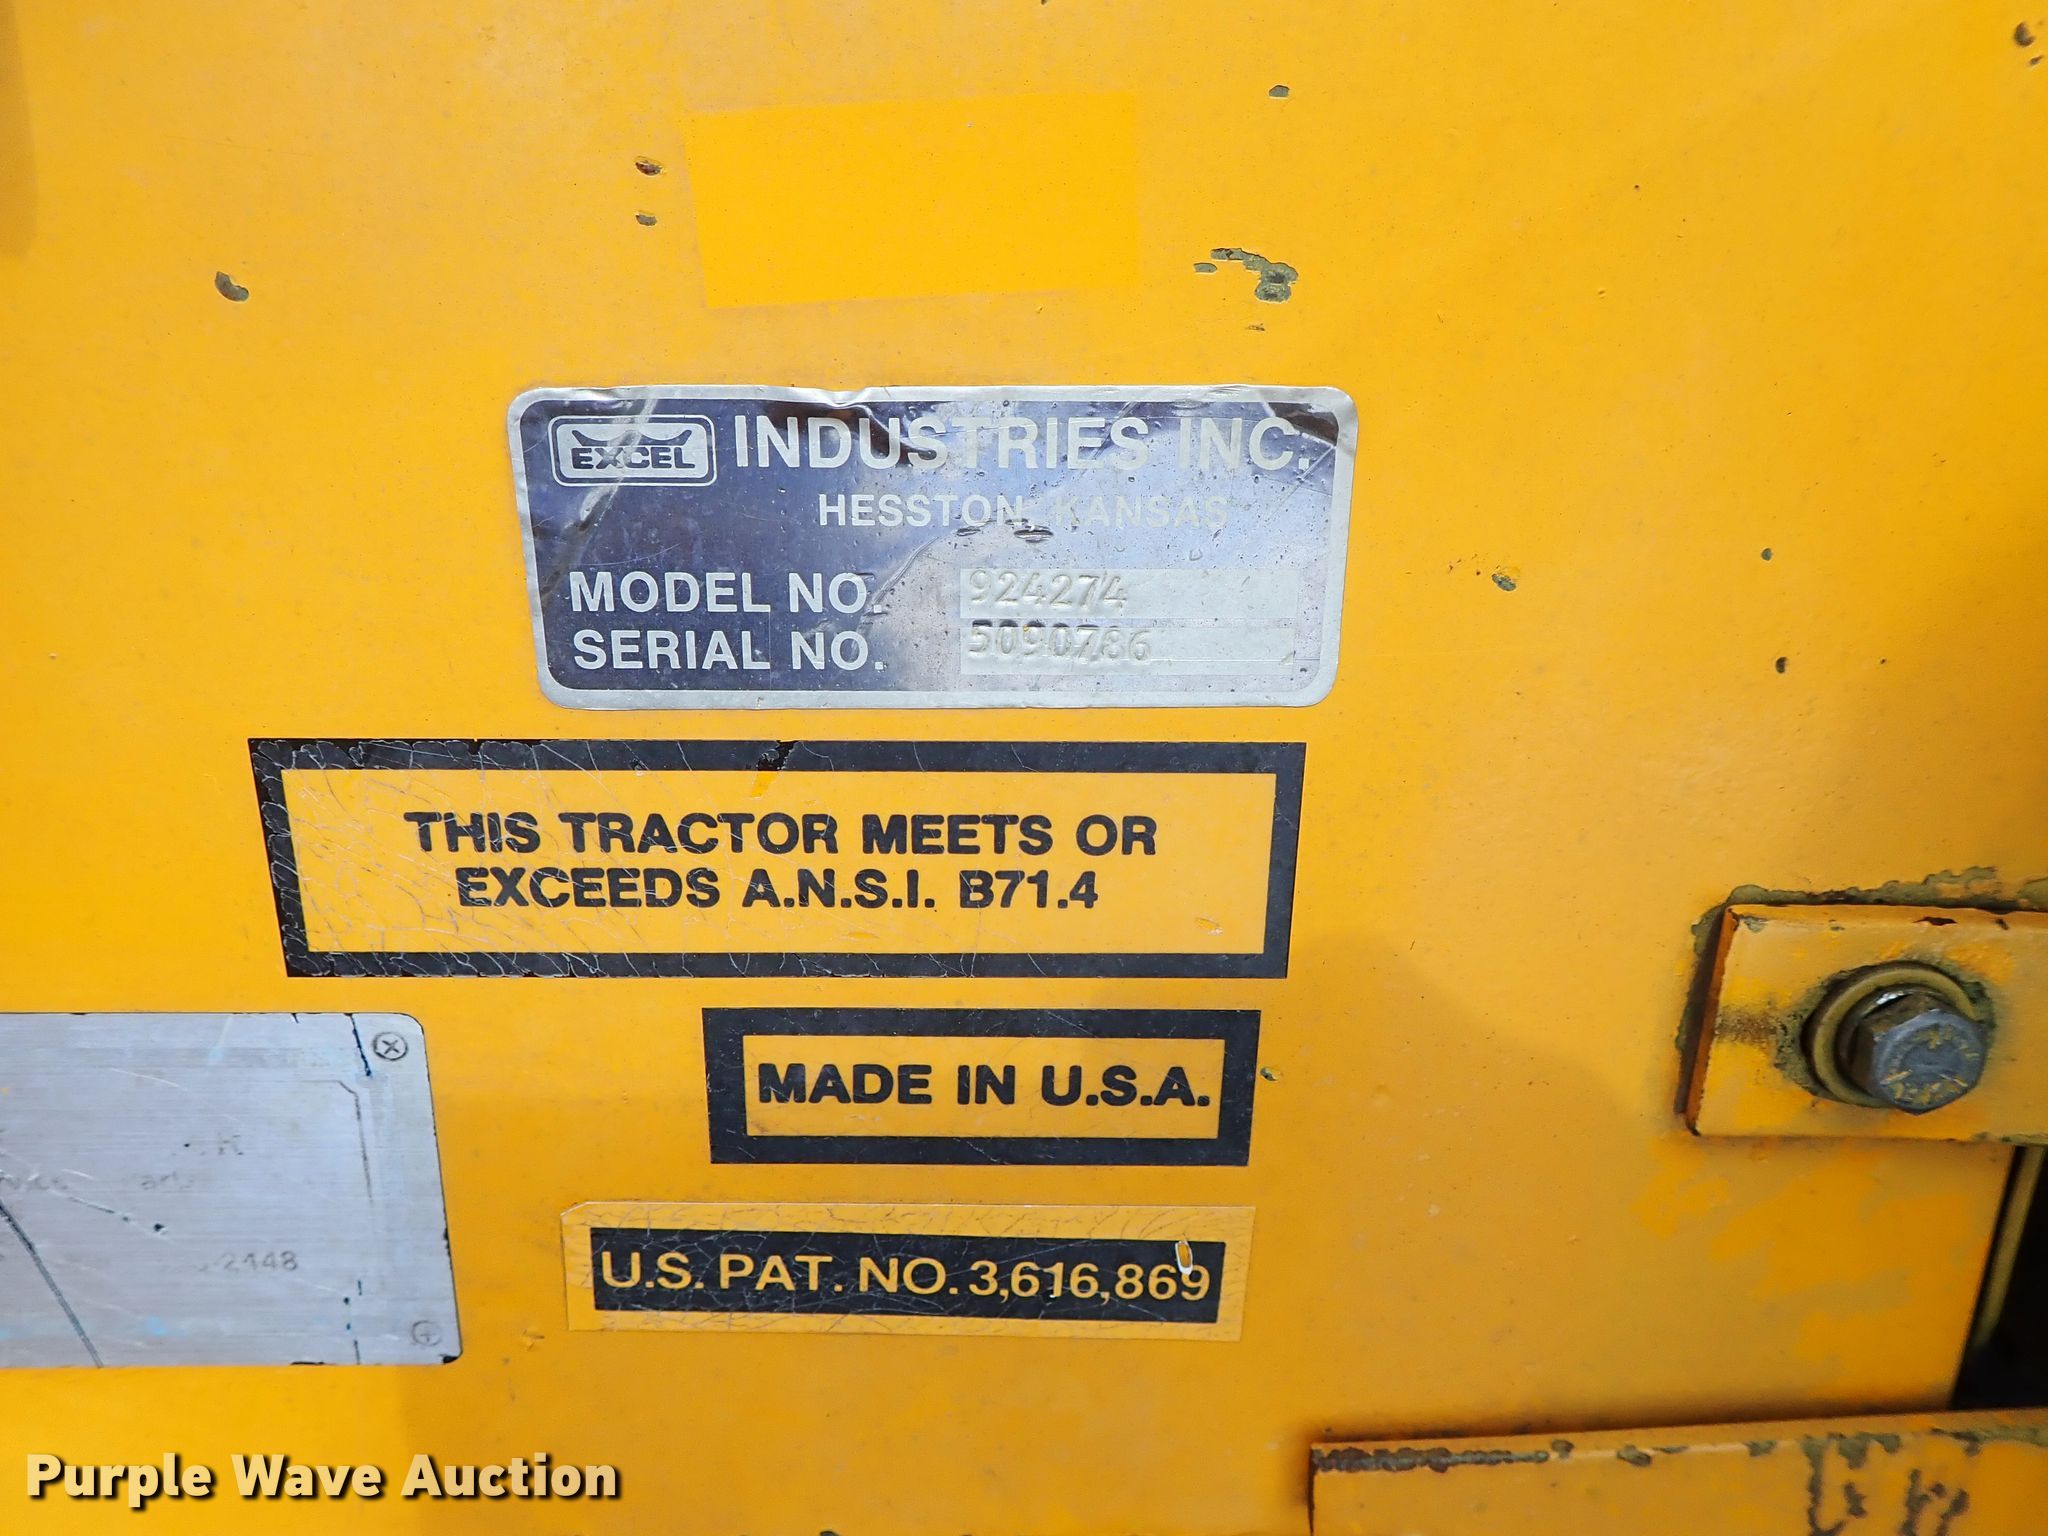 EXCEL INDUSTRIES INC.
HESSTON, KANSAS
MODEL NO. 924274
SERIAL NO. 5090786
THIS TRACTOR MEETS OR
EXCEEDS A.N.S.I. B71.4
MADE IN U.S.A.
2448
U.S. PAT. NO. 3,616,869
Purple Wave Auction